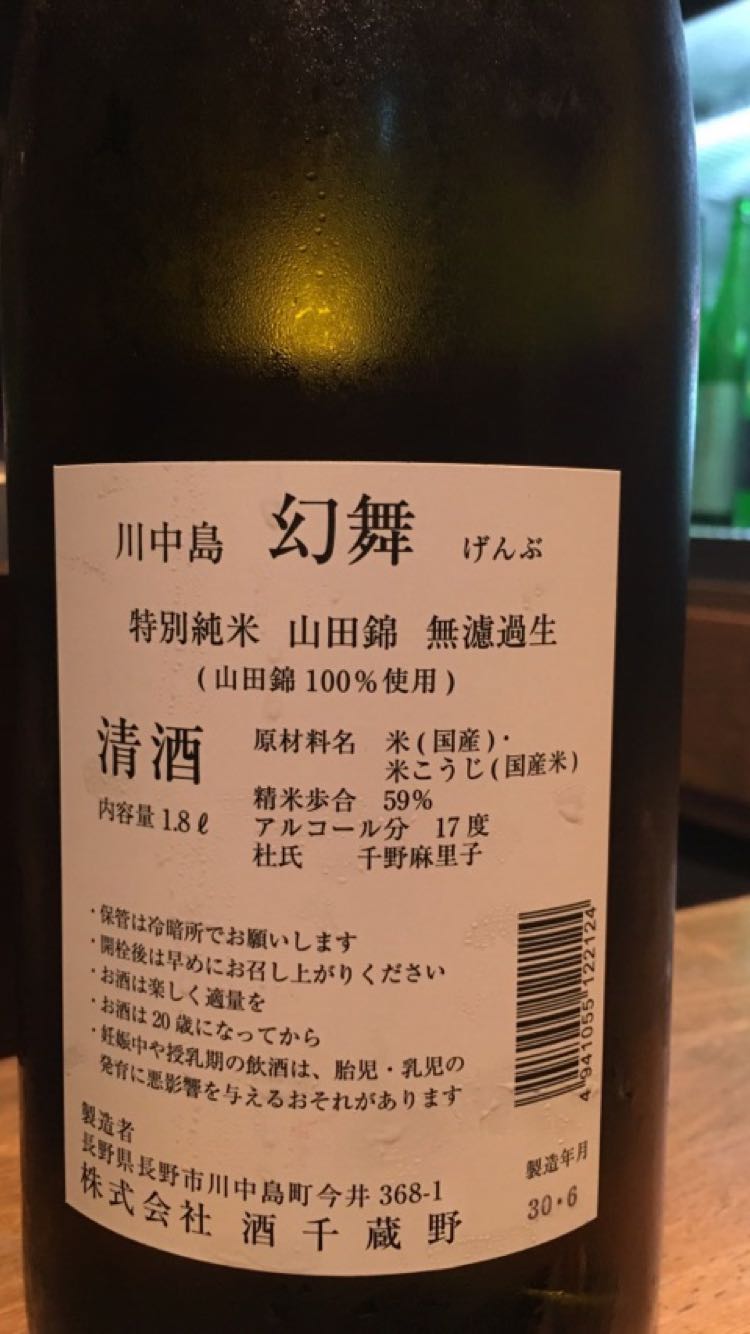 川中島 幻舞 げんぶ
特別純米 山田錦 無濾過生
(山田錦100%使用)
清酒
内容量 1.8ℓ
原材料名 米(国産)・
米こうじ(国産米)
精米歩合 59%
アルコール分 17度
杜氏 千野麻里子
・保管は冷暗所でお願いします
・開栓後は早めにお召し上がりください
・お酒は楽しく適量を
・お酒は20歳になってから
・妊娠中や授乳期の飲酒は、胎児・乳児の
発育に悪影響を与えるおそれがあります
4941055122124
製造者
長野県長野市川中島町今井368-1
株式会社 酒千蔵野
製造年月
30・6